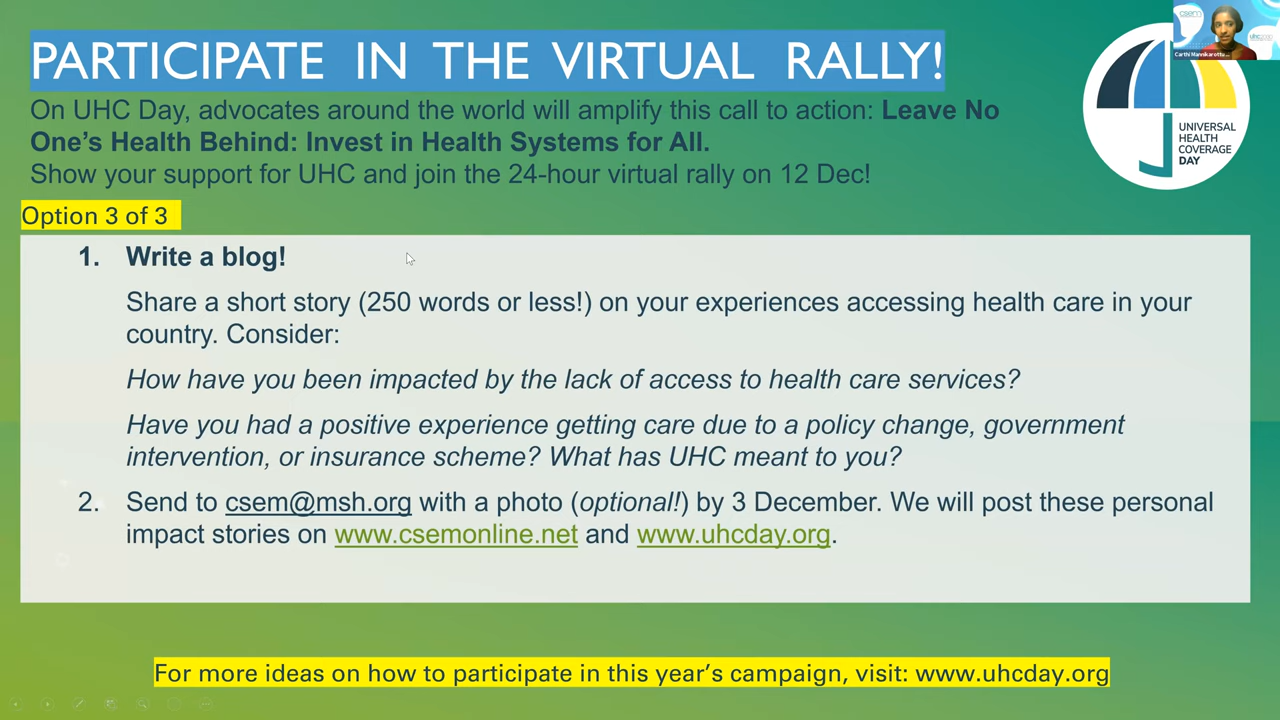 PARTICIPATE IN THE VIRTUAL RALLY!
On UHC Day, advocates around the world will amplify this call to action: Leave No
One's Health Behind: Invest in Health Systems for All.
Show your support for UHC and join the 24-hour virtual rally on 12 Dec!
UNIVERSAL
HEALTH
COVERAGE
DAY
Option 3 of 3
1. Write a blog!
Share a short story (250 words or less!) on your experiences accessing health care in your
country. Consider:
How have you been impacted by the lack of access to health care services?
Have you had a positive experience getting care due to a policy change, government
intervention, or insurance scheme? What has UHC meant to you?
2. Send to csem@msh.org with a photo (optional!) by 3 December. We will post these personal
impact stories on www.csemonline.net and www.uhcday.org.
For more ideas on how to participate in this year's campaign, visit: www.uhcday.org